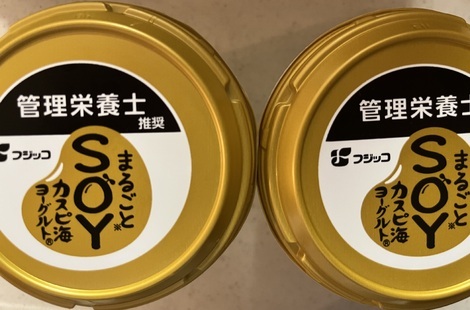 管理栄養士
推奨
フジッコ
まるごと
SOY※
カスピ海
ヨーグルト®
管理栄養士
フジッコ
まるごと
SOY※
カスピ海
ヨーグルト®